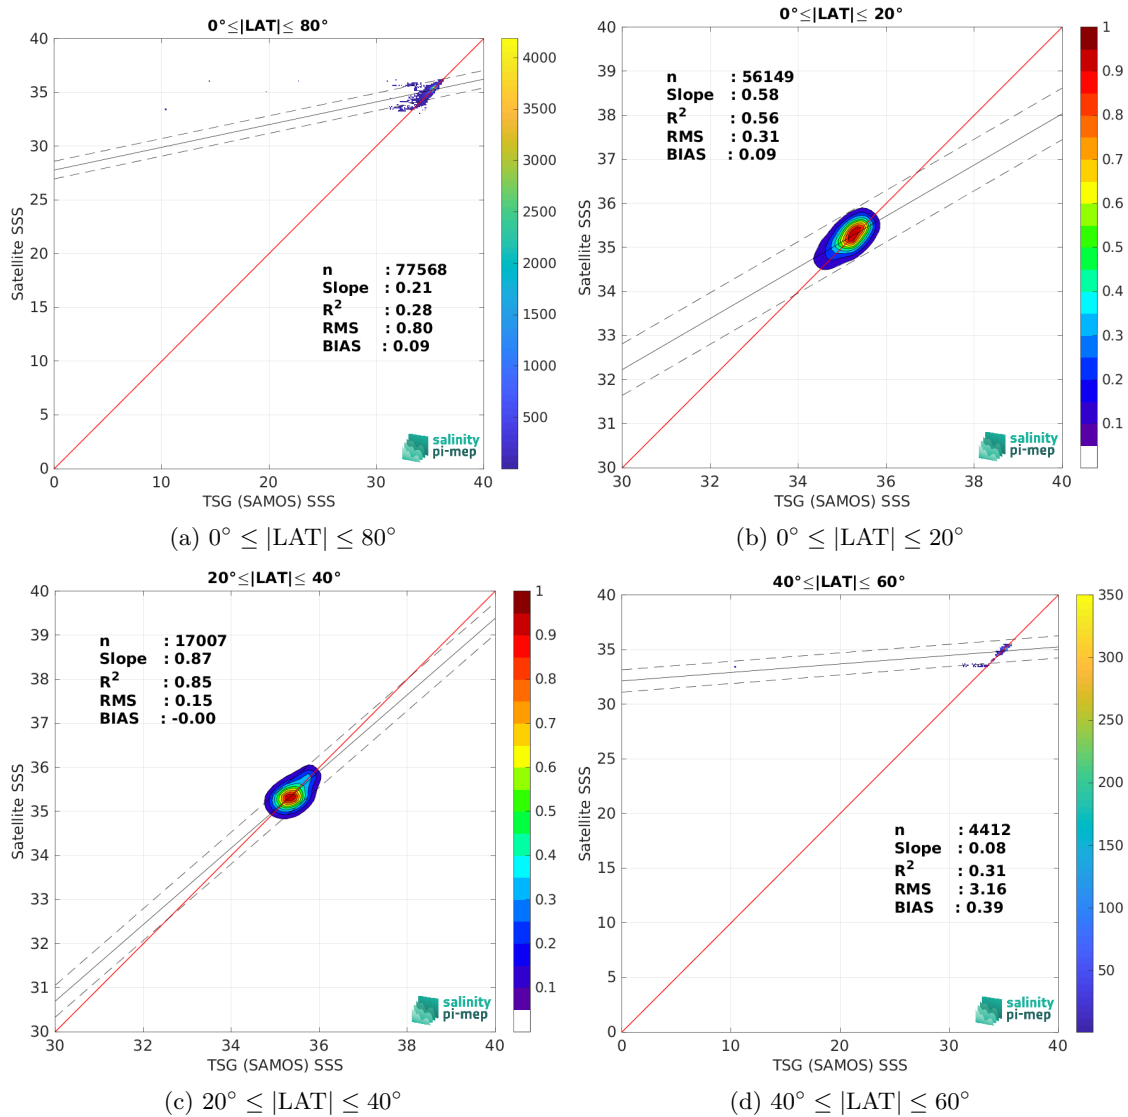 0°≤|LAT|≤ 80°
40
35
30
25
20
15
10
5
0
0
10
20
30
40
Satellite SSS
TSG (SAMOS) SSS
n : 77568
Slope : 0.21
R² : 0.28
RMS : 0.80
BIAS : 0.09
4000
3500
3000
2500
2000
1500
1000
500
salinity
pi-mep
(a) 0° ≤ |LAT| ≤ 80°
0°≤|LAT|≤ 20°
40
39
38
37
36
35
34
33
32
31
30
30
32
34
36
38
40
Satellite SSS
TSG (SAMOS) SSS
n : 56149
Slope : 0.58
R² : 0.56
RMS : 0.31
BIAS : 0.09
1
0.9
0.8
0.7
0.6
0.5
0.4
0.3
0.2
0.1
salinity
pi-mep
(b) 0° ≤ |LAT| ≤ 20°
20°≤|LAT|≤ 40°
40
39
38
37
36
35
34
33
32
31
30
30
32
34
36
38
40
Satellite SSS
TSG (SAMOS) SSS
n : 17007
Slope : 0.87
R² : 0.85
RMS : 0.15
BIAS : -0.00
1
0.9
0.8
0.7
0.6
0.5
0.4
0.3
0.2
0.1
salinity
pi-mep
(c) 20° ≤ |LAT| ≤ 40°
40°≤|LAT|≤ 60°
40
35
30
25
20
15
10
5
0
0
10
20
30
40
Satellite SSS
TSG (SAMOS) SSS
n : 4412
Slope : 0.08
R² : 0.31
RMS : 3.16
BIAS : 0.39
350
300
250
200
150
100
50
salinity
pi-mep
(d) 40° ≤ |LAT| ≤ 60°